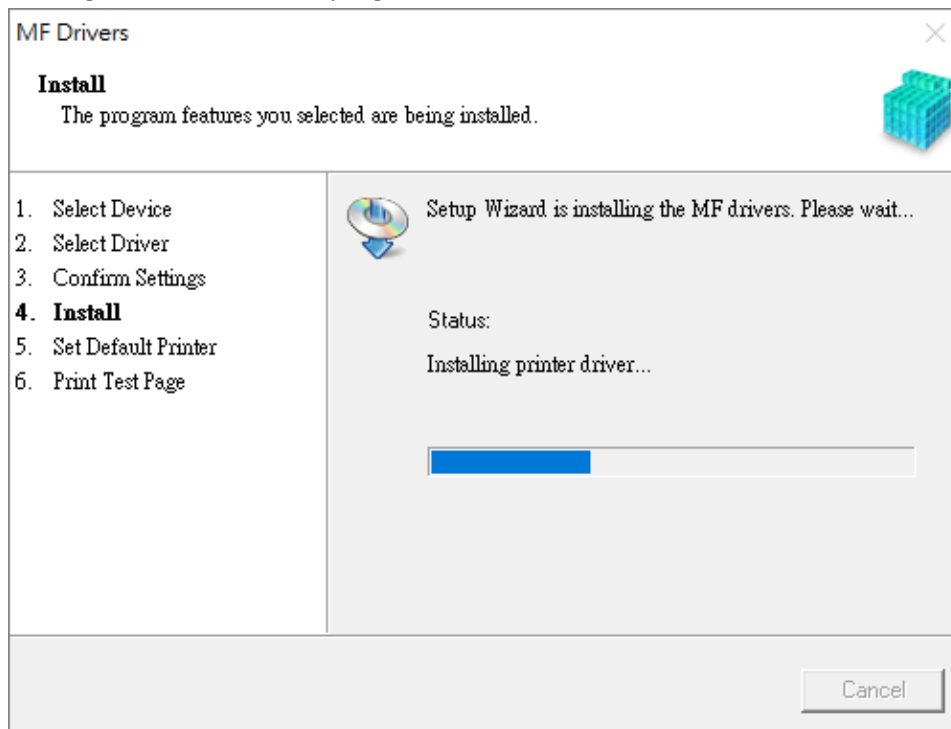 MF Drivers
Install
The program features you selected are being installed.
1. Select Device
2. Select Driver
3. Confirm Settings
4. Install
5. Set Default Printer
6. Print Test Page
Setup Wizard is installing the MF drivers. Please wait...
Status:
Installing printer driver...
Cancel